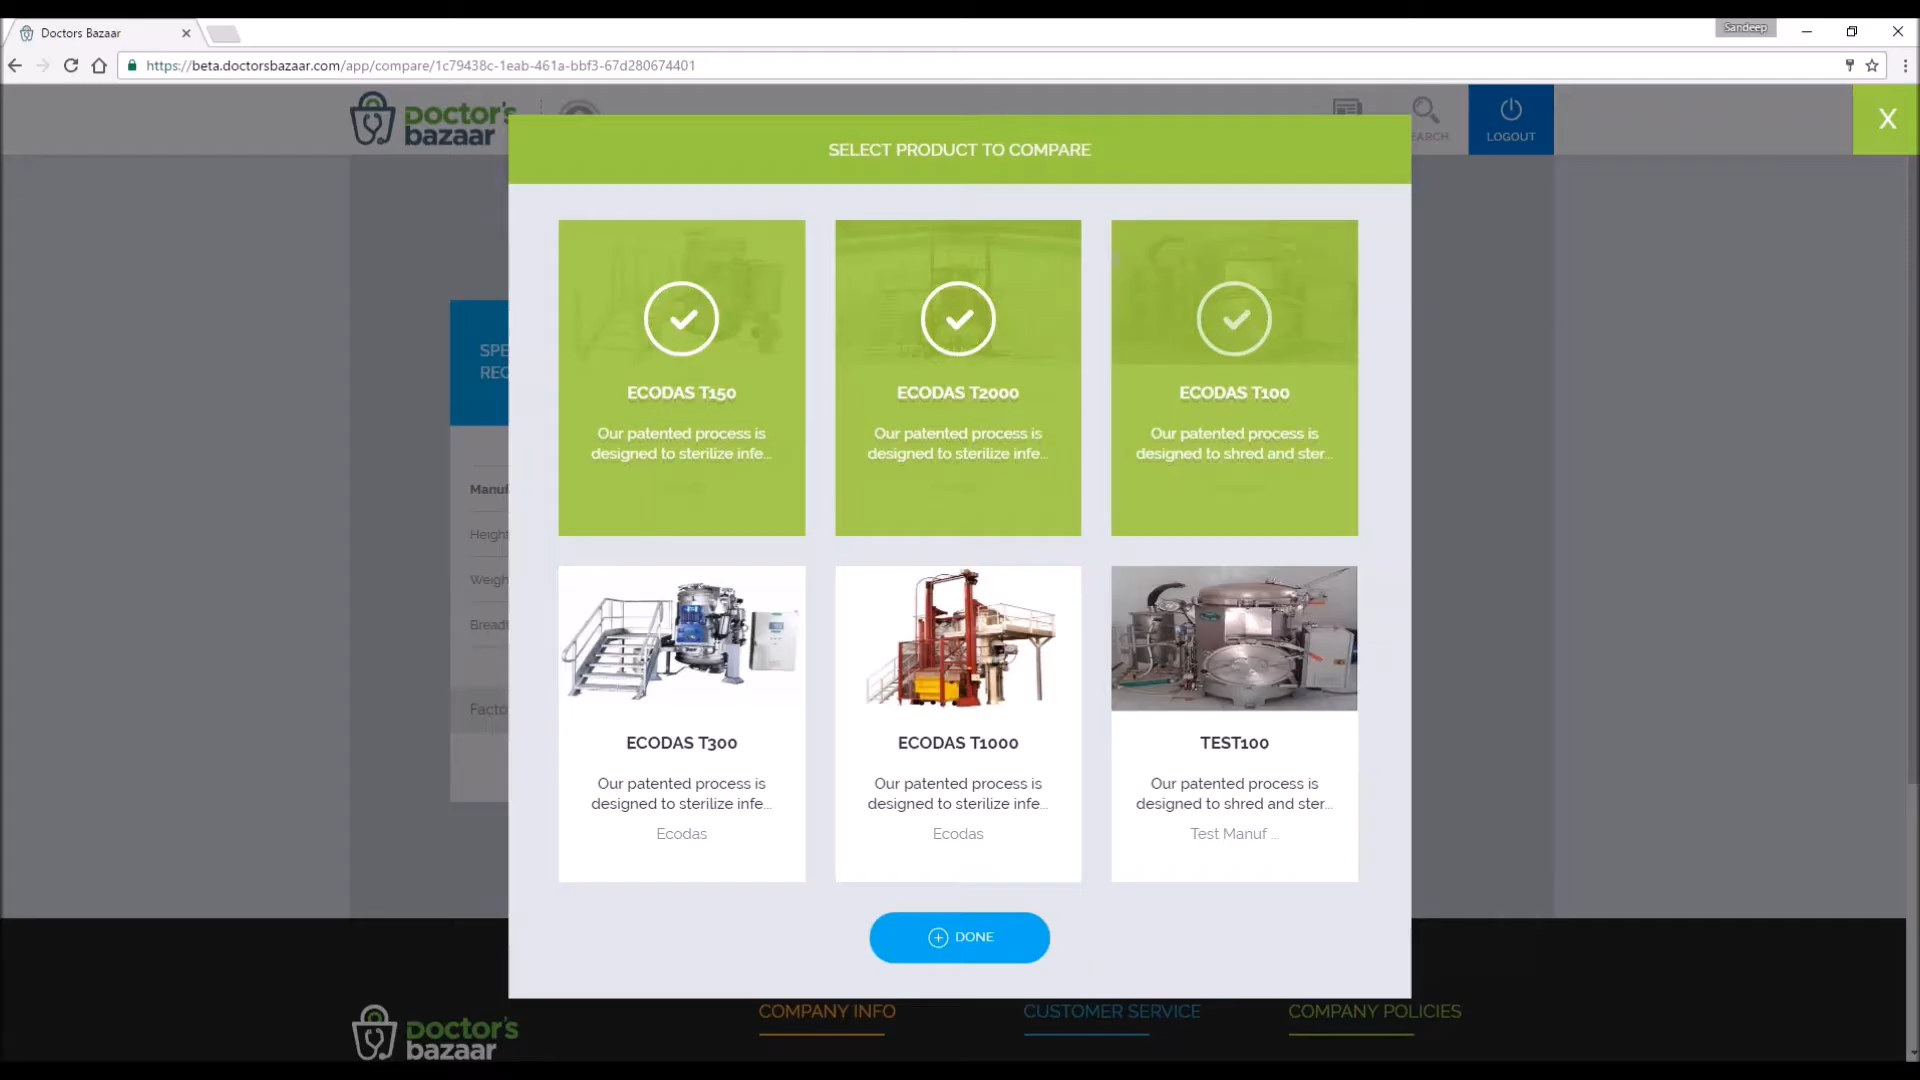 Doctors Bazaar
Sandeep
https://beta.doctorsbazaar.com/app/compare/1c79438c-1eab-461a-bbf3-67d280674401
Doctor's
bazaar
EARCH
LOGOUT
X
SELECT PRODUCT TO COMPARE
SPE
REC
Manuf
Height
Weigh
Bread
Facto
ECODAS T150
Our patented process is
designed to sterilize infe...
ECODAS T2000
Our patented process is
designed to sterilize infe...
ECODAS T100
Our patented process is
designed to shred and ster...
ECODAS T300
Our patented process is
designed to sterilize infe...
Ecodas
ECODAS T1000
Our patented process is
designed to sterilize infe...
Ecodas
TEST100
Our patented process is
designed to shred and ster...
Test Manuf ...
DONE
Doctor's
bazaar
COMPANY INFO
CUSTOMER SERVICE
COMPANY POLICIES